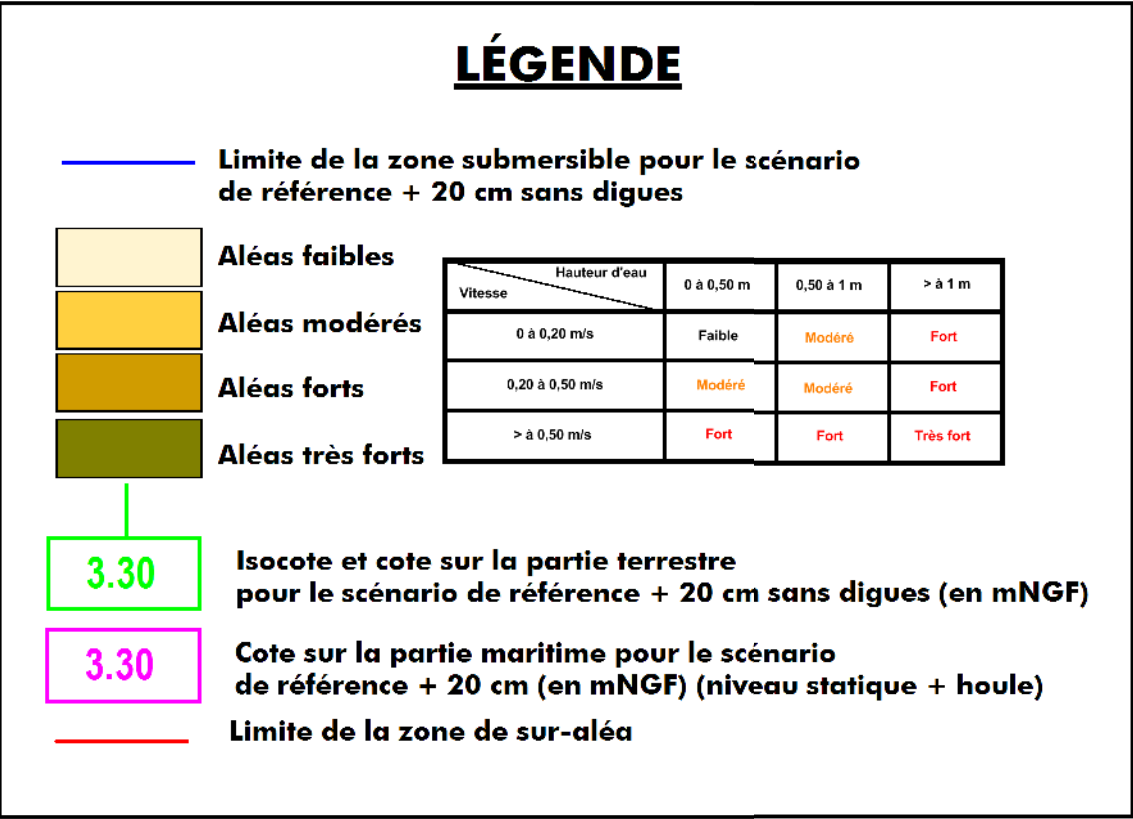 LÉGENDE
Limite de la zone submersible pour le scénario
de référence + 20 cm sans digues
Aléas faibles
Aléas modérés
Aléas forts
Aléas très forts
Hauteur d'eau
Vitesse
0 à 0,50 m
0,50 à 1 m
> à 1 m
0 à 0,20 m/s
Faible
Modéré
Fort
0,20 à 0,50 m/s
Modéré
Modéré
Fort
> à 0,50 m/s
Fort
Fort
Très fort
3.30
Isocote et cote sur la partie terrestre
pour le scénario de référence + 20 cm sans digues (en mNGF)
3.30
Cote sur la partie maritime pour le scénario
de référence + 20 cm (en mNGF) (niveau statique + houle)
Limite de la zone de sur-aléa